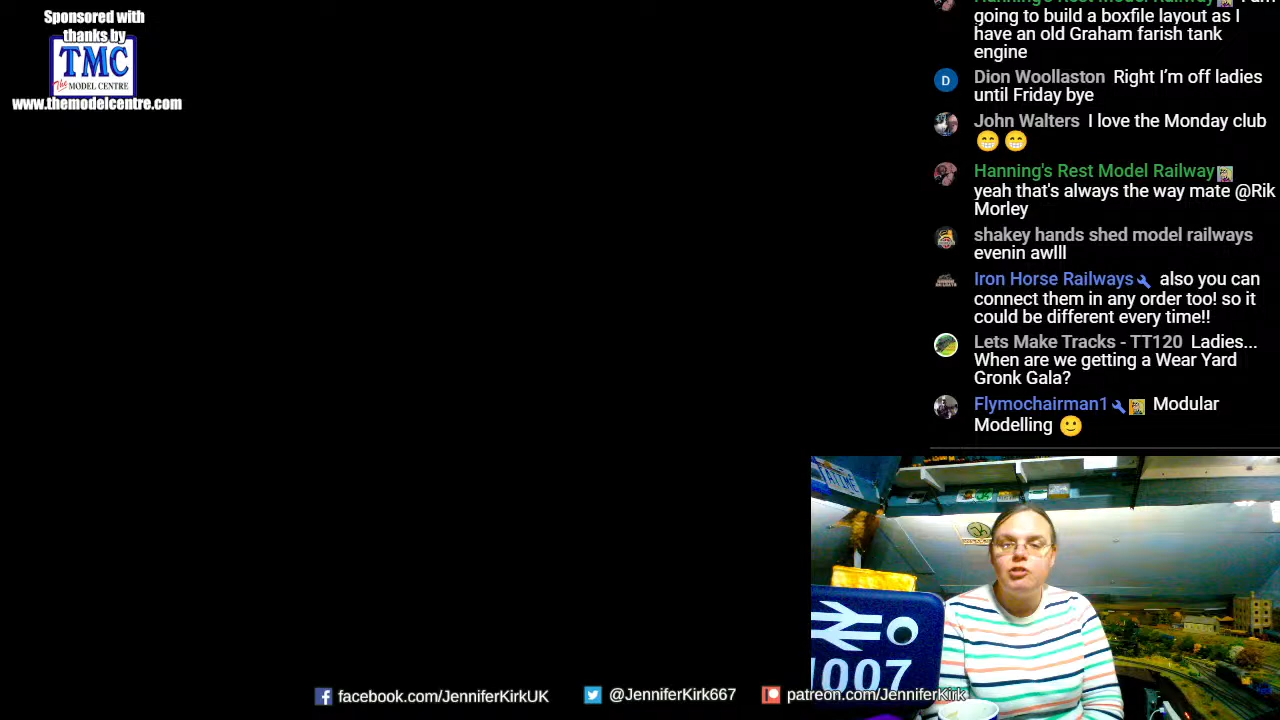 Sponsored with
thanks by
TMC
The MODEL CENTRE
www.themodelcentre.com
going to build a boxfile layout as I
have an old Graham farish tank
engine
D Dion Woollaston Right I’m off ladies
until Friday bye
John Walters I love the Monday club
😁😁
Hanning's Rest Model Railway
yeah that's always the way mate @Rik
Morley
shakey hands shed model railways
evenin awlll
Iron Horse Railways also you can
connect them in any order too! so it
could be different every time!!
Lets Make Tracks - TT120 Ladies...
When are we getting a Wear Yard
Gronk Gala?
Flymochairman1 Modular
Modelling 🙂
007
facebook.com/JenniferKirkUK
@JenniferKirk667
patreon.com/JenniferKirk